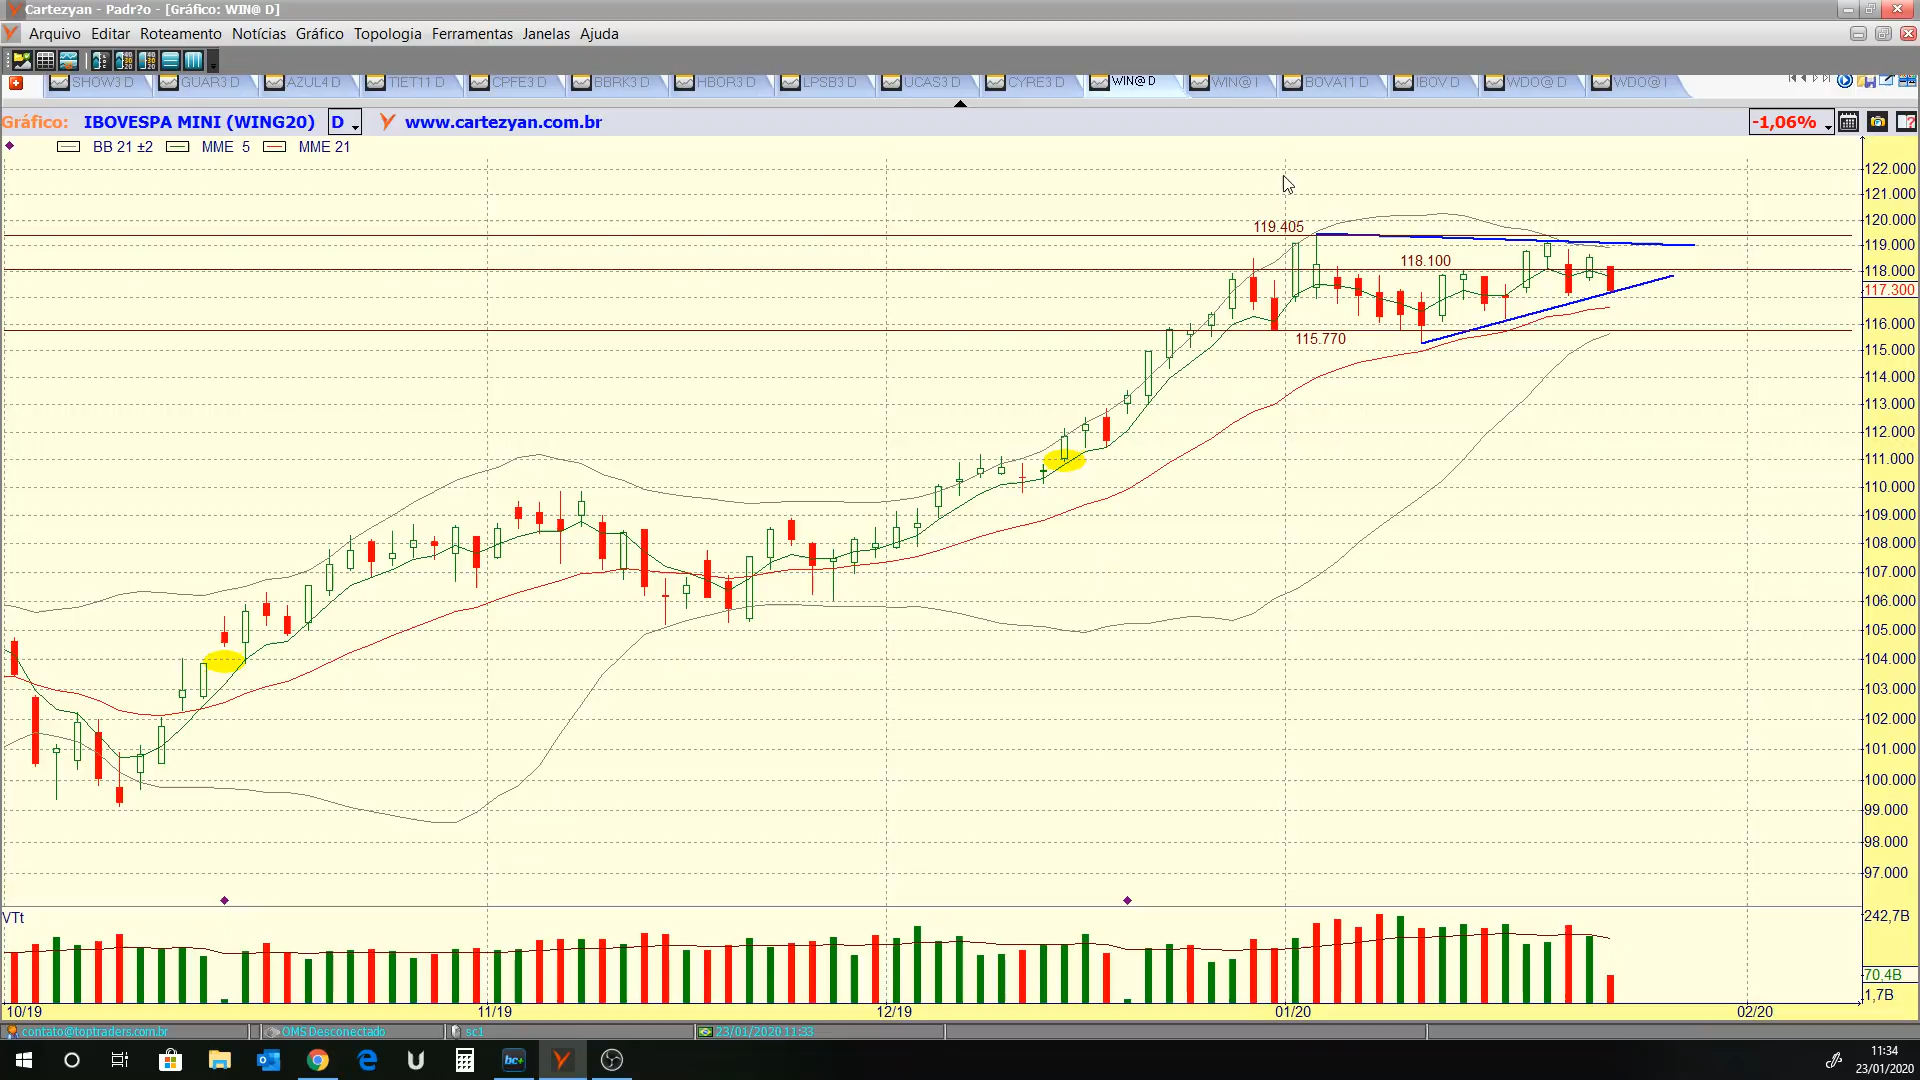 Cartezyan - Padr?o - [Gráfico: WIN@ D]
Arquivo Editar Roteamento Notícias Gráfico Topologia Ferramentas Janelas Ajuda
SHOW3 D GUAR3 D AZUL4 D TIET11 D CPFE3 D BBRK3 D HBOR3 D LPSB3 D UCAS3 D CYRE3 D WIN@ D WIN@ I BOVA11 D IBOV D WDO@ D WDO@ I
Gráfico: IBOVESPA MINI (WING20) D www.cartezyan.com.br -1,06%
BB 21 ±2 MME 5 MME 21
122.000
121.000
120.000
119.405
119.000
118.100
118.000
117.300
116.000
115.770
115.000
114.000
113.000
112.000
111.000
110.000
109.000
108.000
107.000
106.000
105.000
104.000
103.000
102.000
101.000
100.000
99.000
98.000
97.000
VTt
242,7B
70,4B
1,7B
10/19 11/19 12/19 01/20 02/20
contato@toptraders.com.br OMS Desconectado sc1 23/01/2020 11:33
bc+
11:34
23/01/2020